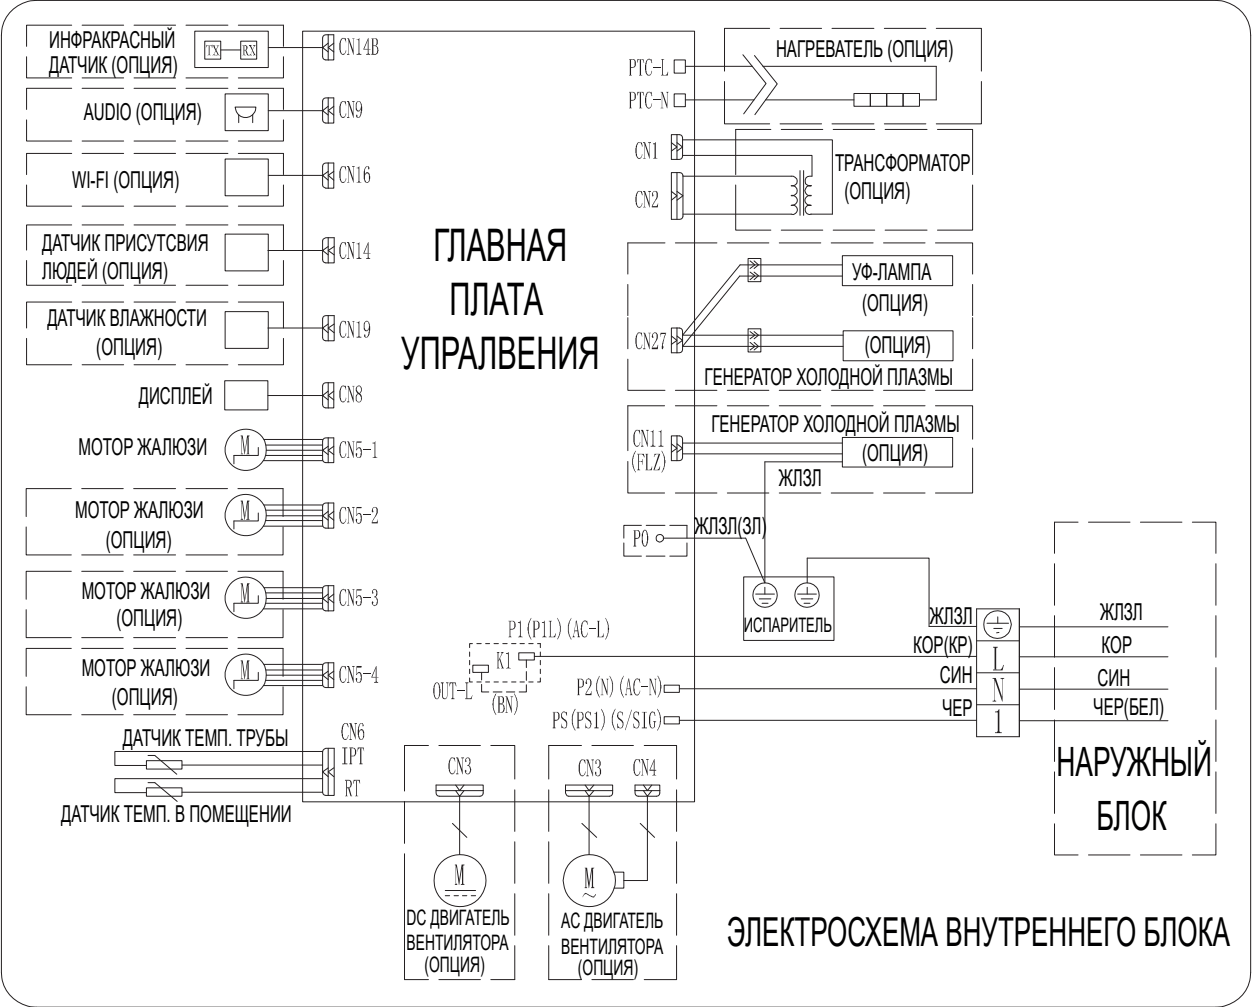 ИНФРАКРАСНЫЙ
ДАТЧИК (ОПЦИЯ)
TX
RX
CN14B
AUDIO (ОПЦИЯ)
CN9
WI-FI (ОПЦИЯ)
CN16
ДАТЧИК ПРИСУТСВИЯ
ЛЮДЕЙ (ОПЦИЯ)
CN14
ДАТЧИК ВЛАЖНОСТИ
(ОПЦИЯ)
CN19
ДИСПЛЕЙ
CN8
МОТОР ЖАЛЮЗИ
M
CN5-1
МОТОР ЖАЛЮЗИ
(ОПЦИЯ)
M
CN5-2
МОТОР ЖАЛЮЗИ
(ОПЦИЯ)
M
CN5-3
МОТОР ЖАЛЮЗИ
(ОПЦИЯ)
M
CN5-4
CN6
ДАТЧИК ТЕМП. ТРУБЫ
IPT
RT
ДАТЧИК ТЕМП. В ПОМЕЩЕНИИ
ГЛАВНАЯ
ПЛАТА
УПРАЛВЕНИЯ
PTC-L
PTC-N
НАГРЕВАТЕЛЬ (ОПЦИЯ)
CN1
CN2
ТРАНСФОРМАТОР
(ОПЦИЯ)
CN27
УФ-ЛАМПА
(ОПЦИЯ)
(ОПЦИЯ)
ГЕНЕРАТОР ХОЛОДНОЙ ПЛАЗМЫ
ГЕНЕРАТОР ХОЛОДНОЙ ПЛАЗМЫ
CN11
(FLZ)
(ОПЦИЯ)
ЖЛЗЛ
P0
ЖЛЗЛ(ЗЛ)
ИСПАРИТЕЛЬ
P1(P1L)(AC-L)
K1
OUT-L
(BN)
P2(N)(AC-N)
PS(PS1)(S/SIG)
ЖЛЗЛ
КОР(КР)
СИН
ЧЕР
L
N
1
ЖЛЗЛ
КОР
СИН
ЧЕР(БЕЛ)
НАРУЖНЫЙ
БЛОК
CN3
M
DC ДВИГАТЕЛЬ
ВЕНТИЛЯТОРА
(ОПЦИЯ)
CN3
CN4
M
~
AC ДВИГАТЕЛЬ
ВЕНТИЛЯТОРА
(ОПЦИЯ)
ЭЛЕКТРОСХЕМА ВНУТРЕННЕГО БЛОКА